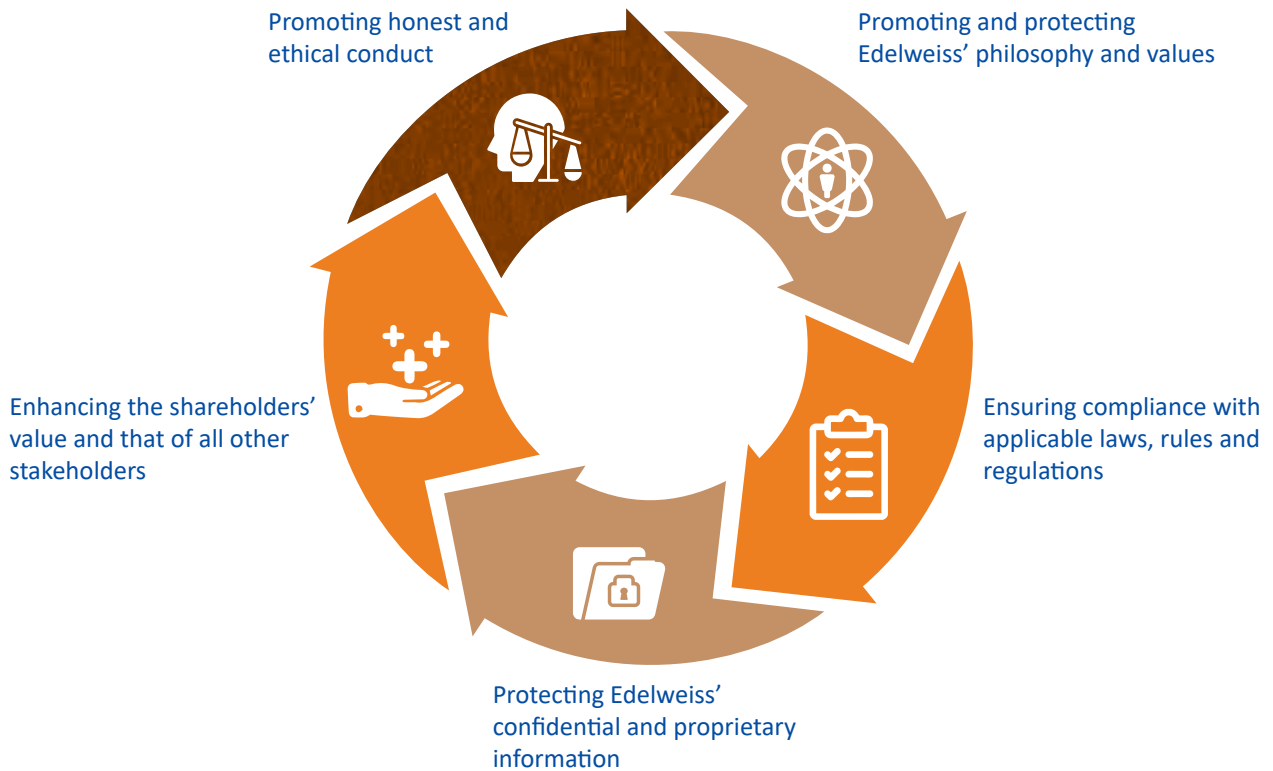 Promoting honest and
ethical conduct
Promoting and protecting
Edelweiss’ philosophy and values
Ensuring compliance with
applicable laws, rules and
regulations
Protecting Edelweiss’
confidential and proprietary
information
Enhancing the shareholders’
value and that of all other
stakeholders